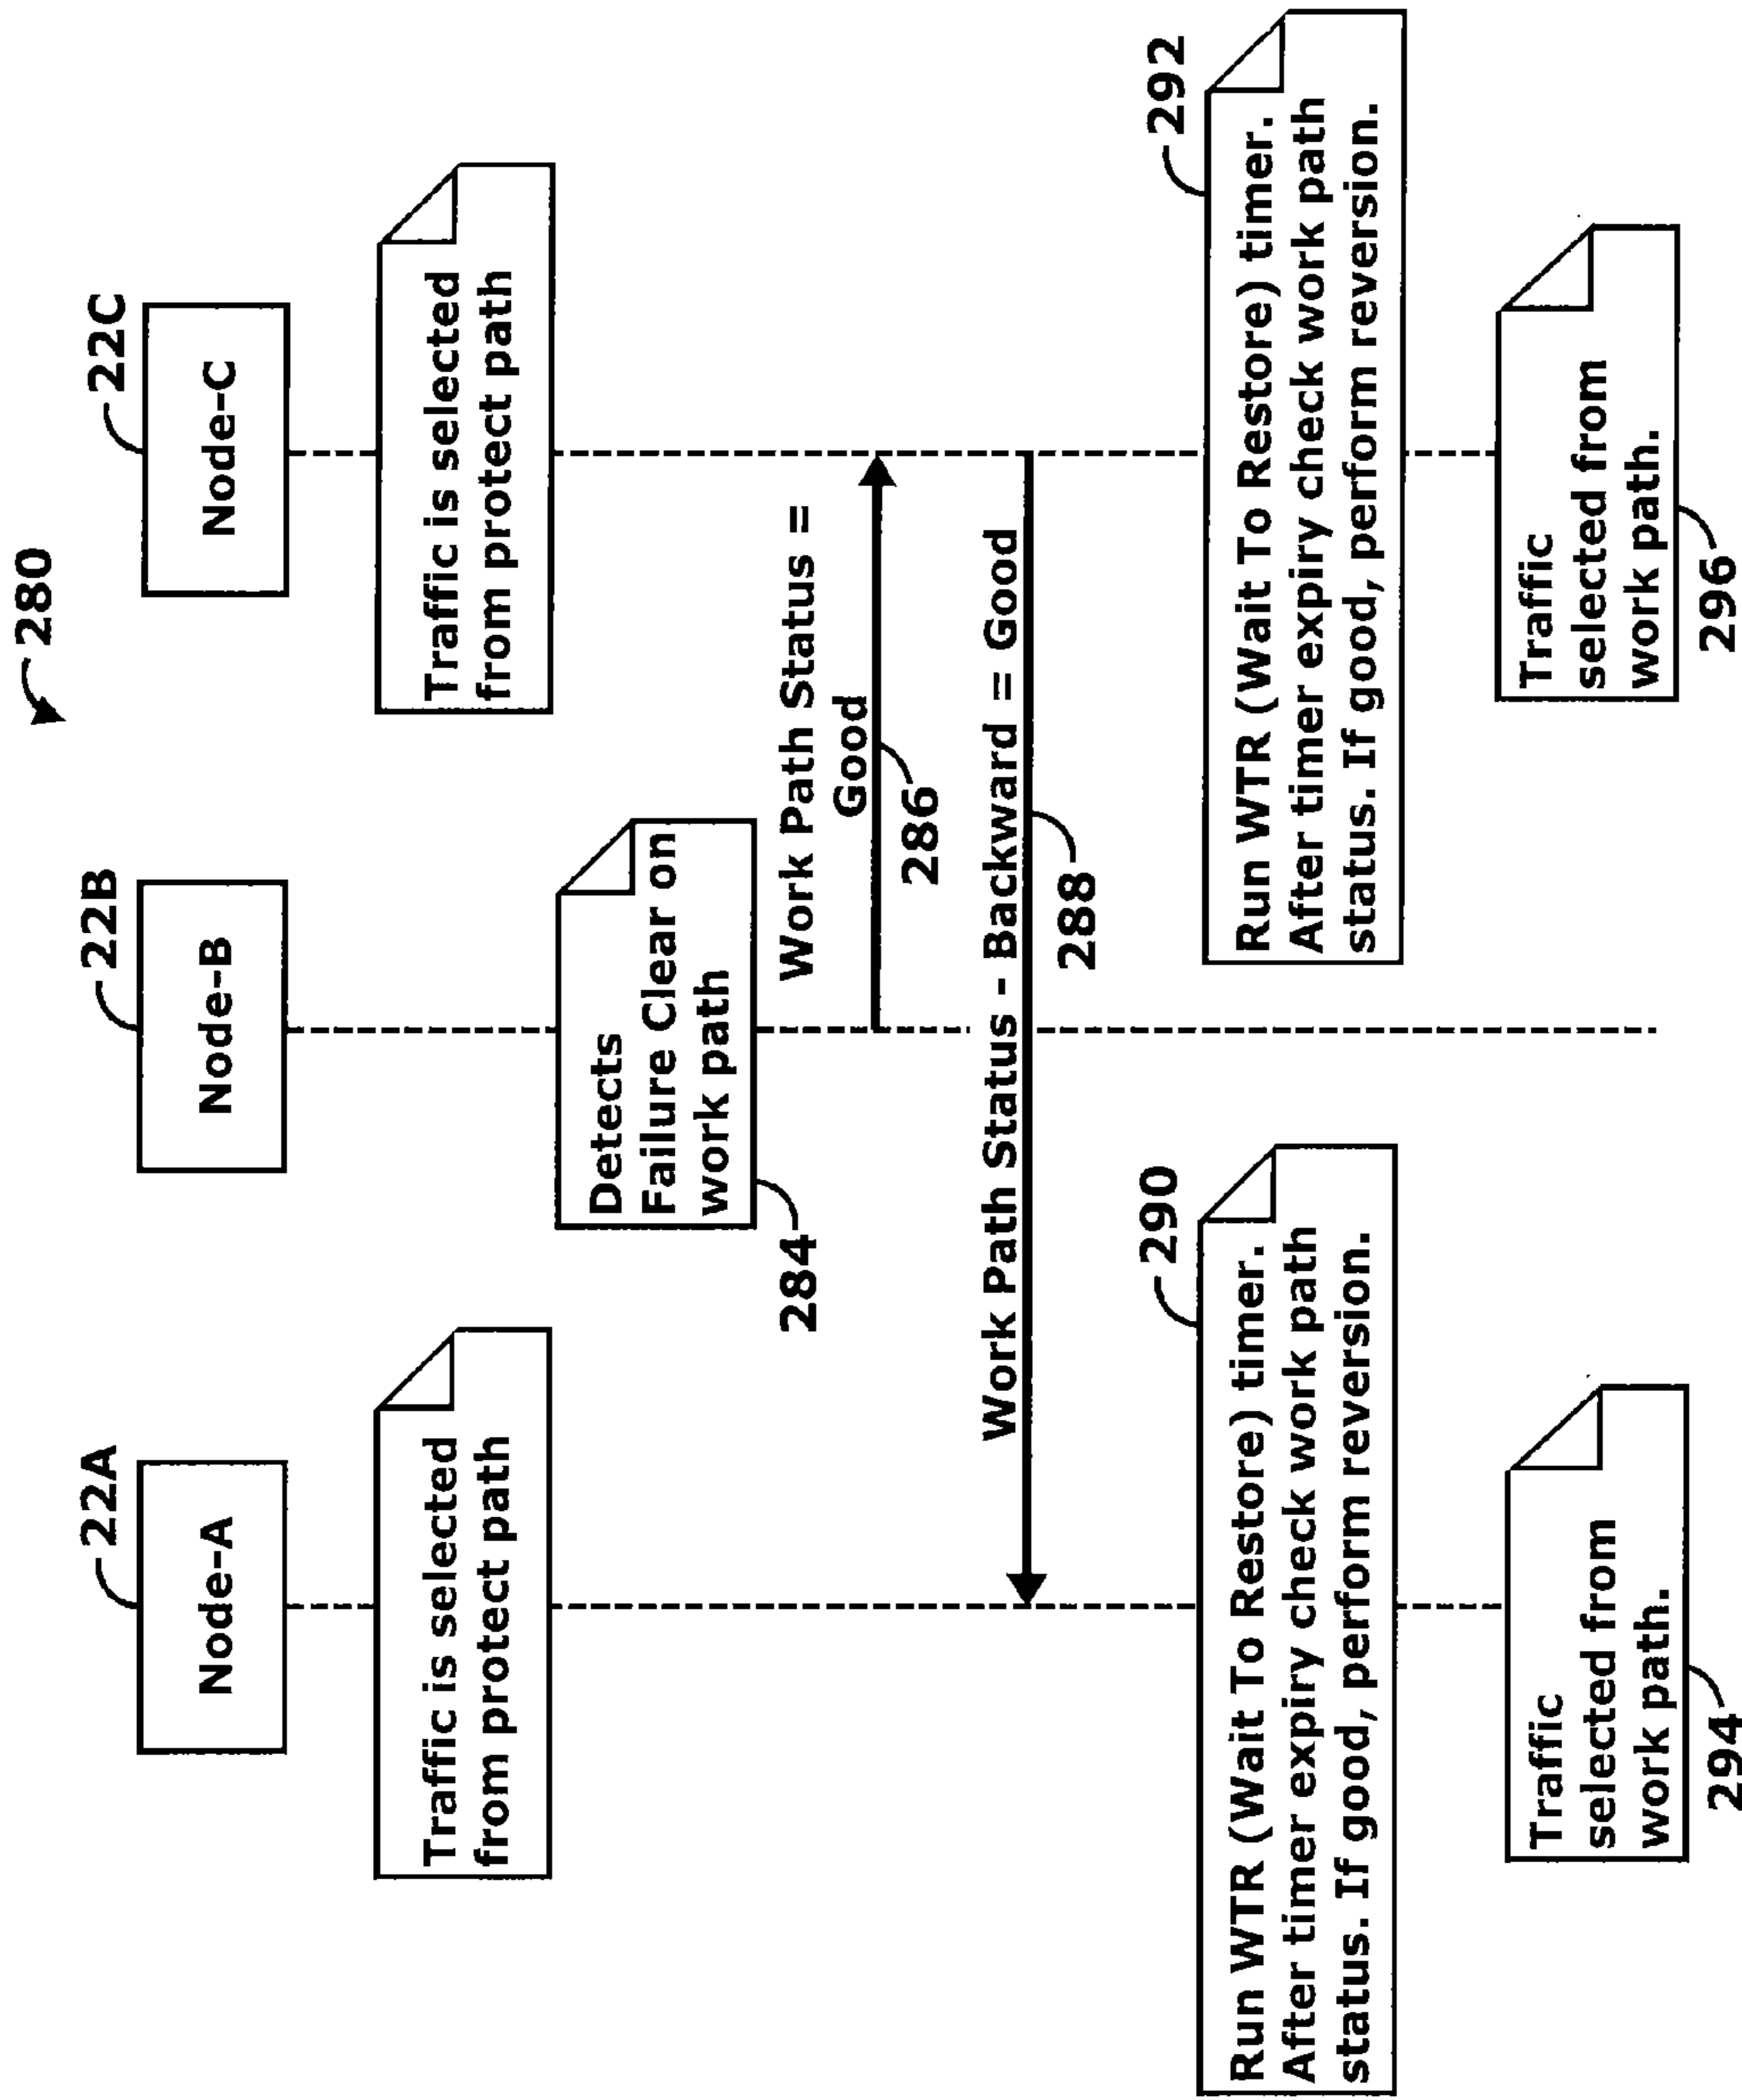 280
22A
22B
22C
Node-A
Node-B
Node-C
Traffic is selected
from protect path
Traffic is selected
from protect path
Detects
Failure Clear on
work path
284
Work Path Status =
Good
286
Work Path Status - Backward = Good
288
290
Run WTR (Wait To Restore) timer.
After timer expiry check work path
status. If good, perform reversion.
292
Run WTR (Wait To Restore) timer.
After timer expiry check work path
status. If good, perform reversion.
Traffic
selected from
work path.
294
Traffic
selected from
work path.
296